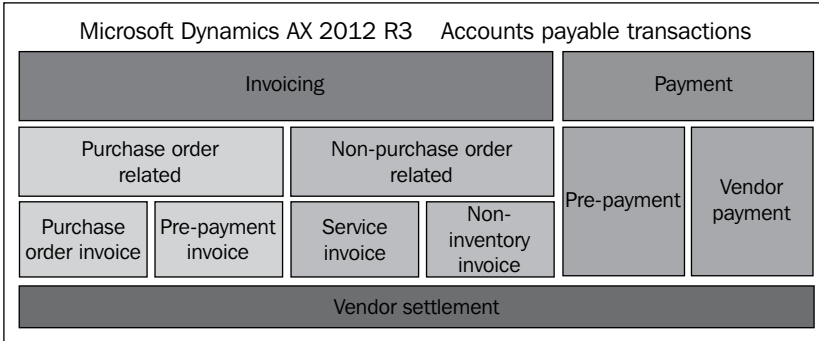 Microsoft Dynamics AX 2012 R3 Accounts payable transactions
Invoicing
Payment
Purchase order
related
Non-purchase order
related
Pre-payment
Vendor
payment
Purchase
order invoice
Pre-payment
invoice
Service
invoice
Non-
inventory
invoice
Vendor settlement